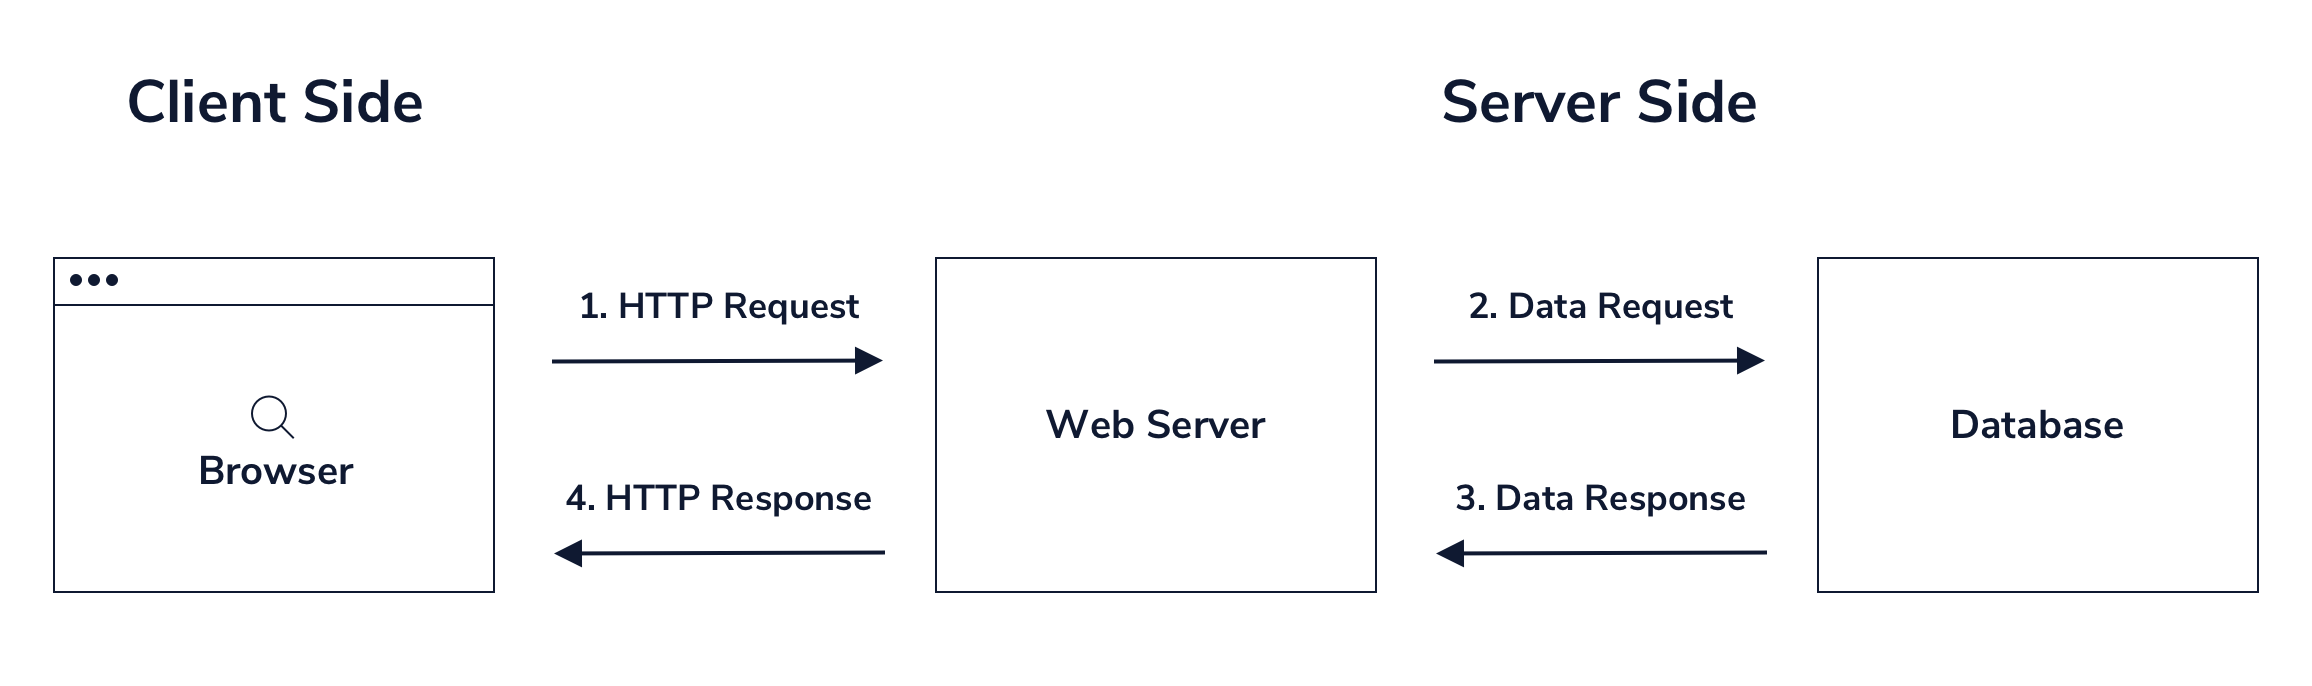 Client Side
Server Side
1. HTTP Request
2. Data Request
Browser
Web Server
Database
4. HTTP Response
3. Data Response